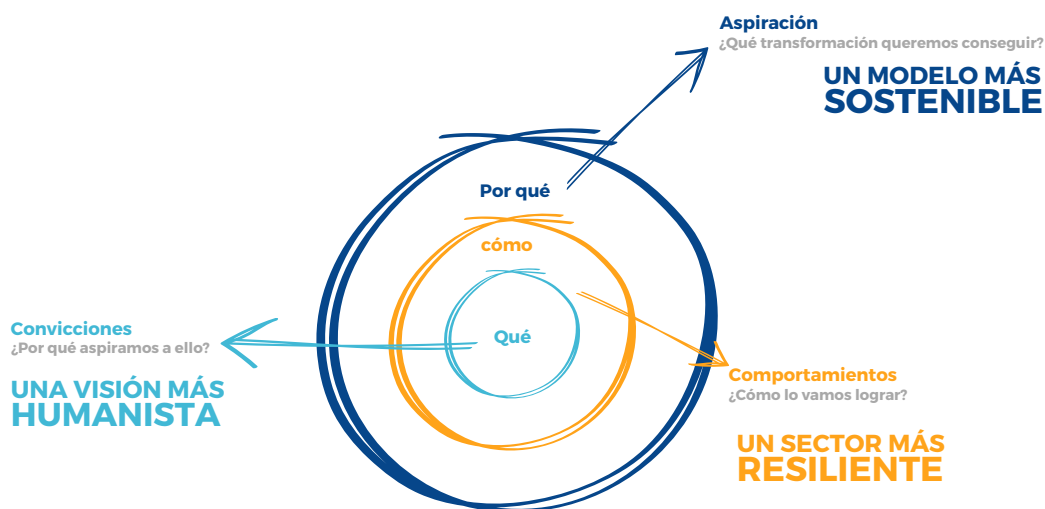 Aspiración
¿Qué transformación queremos conseguir?
UN MODELO MÁS
SOSTENIBLE
Por qué
cómo
Qué
Convicciones
¿Por qué aspiramos a ello?
UNA VISIÓN MÁS
HUMANISTA
Comportamientos
¿Cómo lo vamos lograr?
UN SECTOR MÁS
RESILIENTE